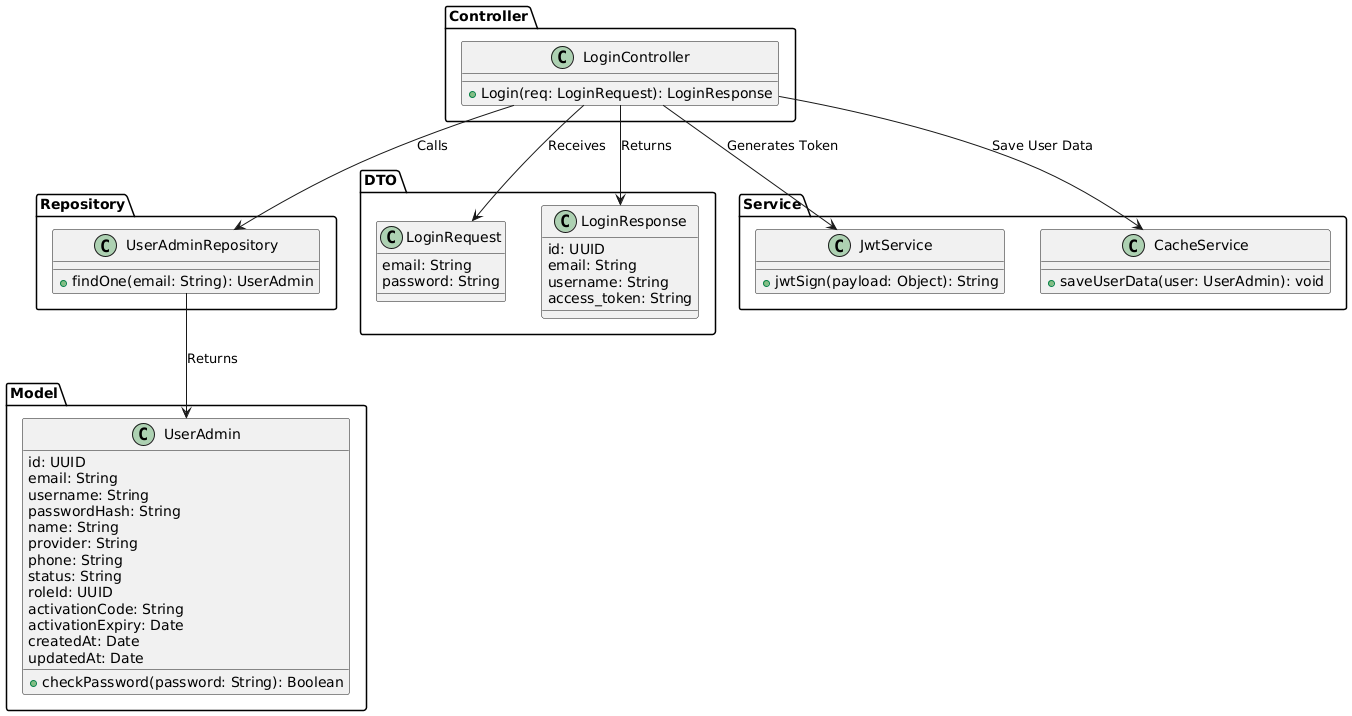 Controller
C LoginController
Login(req: LoginRequest): LoginResponse
Calls
Receives
Returns
Generates Token
Save User Data
Repository
C UserAdminRepository
findOne(email: String): UserAdmin
DTO
C LoginRequest
email: String
password: String
C LoginResponse
id: UUID
email: String
username: String
access_token: String
Service
C JwtService
jwtSign(payload: Object): String
C CacheService
saveUserData(user: UserAdmin): void
Returns
Model
C UserAdmin
id: UUID
email: String
username: String
passwordHash: String
name: String
provider: String
phone: String
status: String
roleId: UUID
activationCode: String
activationExpiry: Date
createdAt: Date
updatedAt: Date
checkPassword(password: String): Boolean